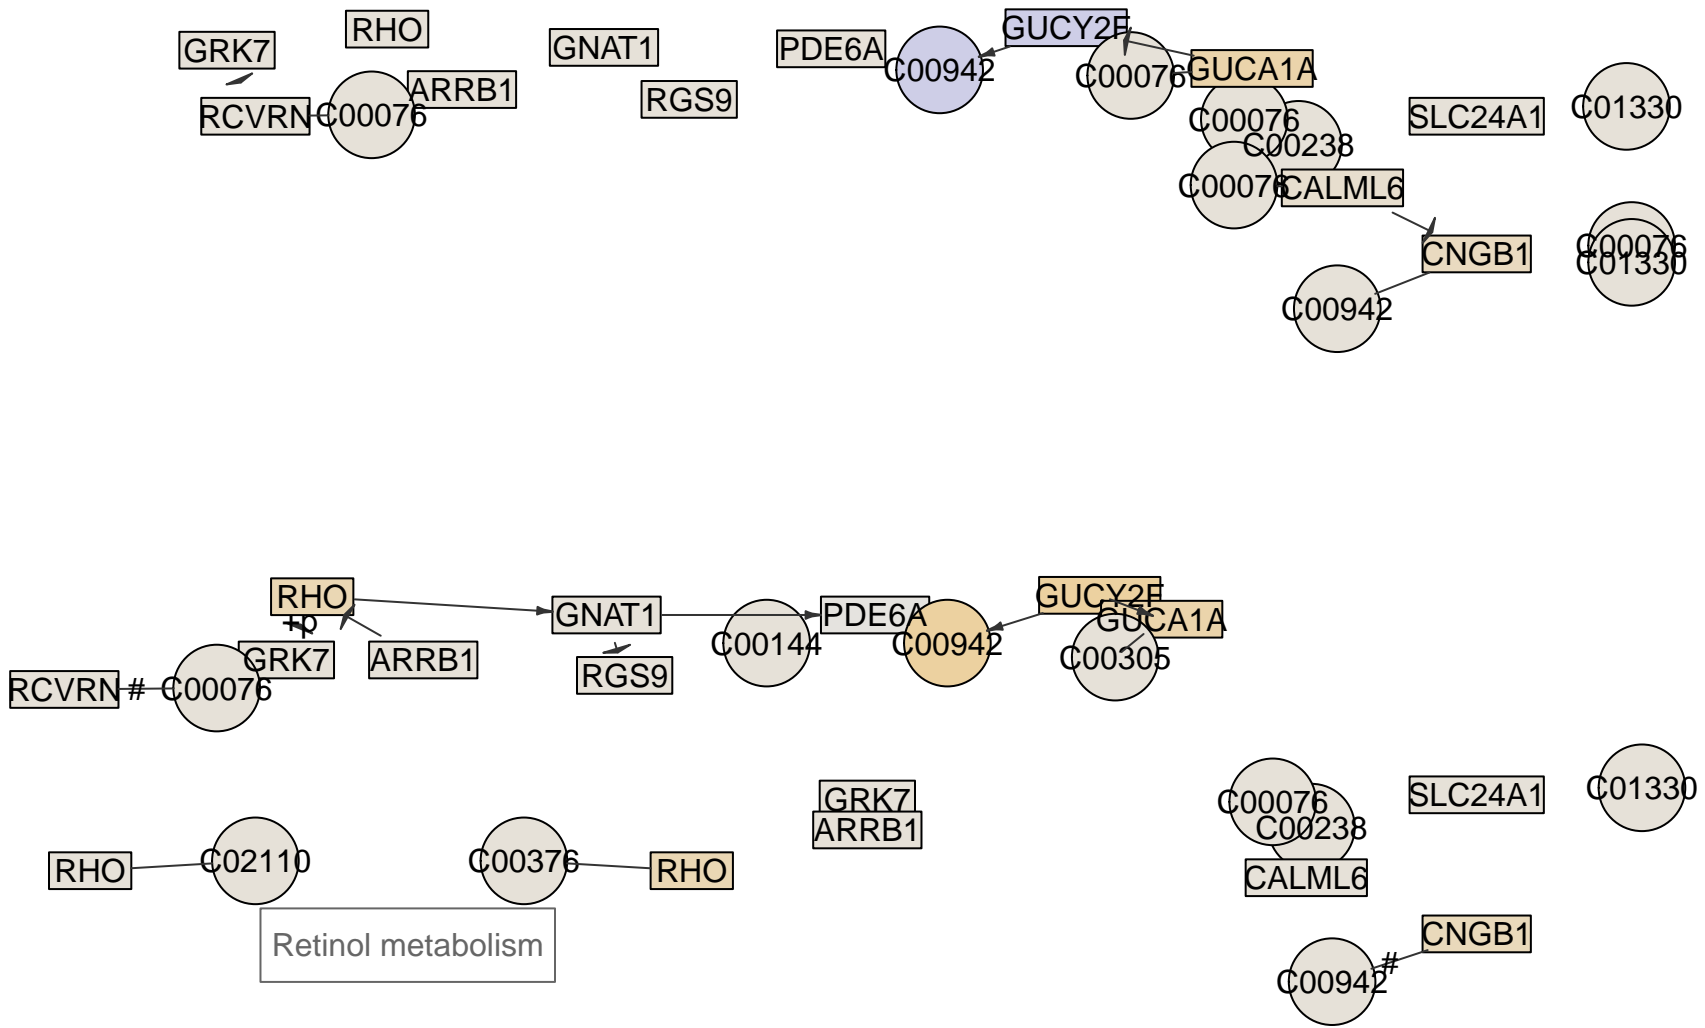 GRK7
RHO
GNAT1
PDE6A
C00942
GUCY2F
C00076
GUCA1A
RCVRN
C00076
ARRB1
RGS9
C00076
C00238
SLC24A1
C01330
C00076
CALML6
CNGB1
C00076
C01330
C00942
RHO
+p
GNAT1
PDE6A
GUCY2F
GUCA1A
GRK7
ARRB1
RGS9
C00144
C00942
C00305
RCVRN
#
C00076
GRK7
ARRB1
C00076
C00238
SLC24A1
C01330
RHO
C02110
C00376
RHO
CALML6
Retinol metabolism
CNGB1
#
C00942